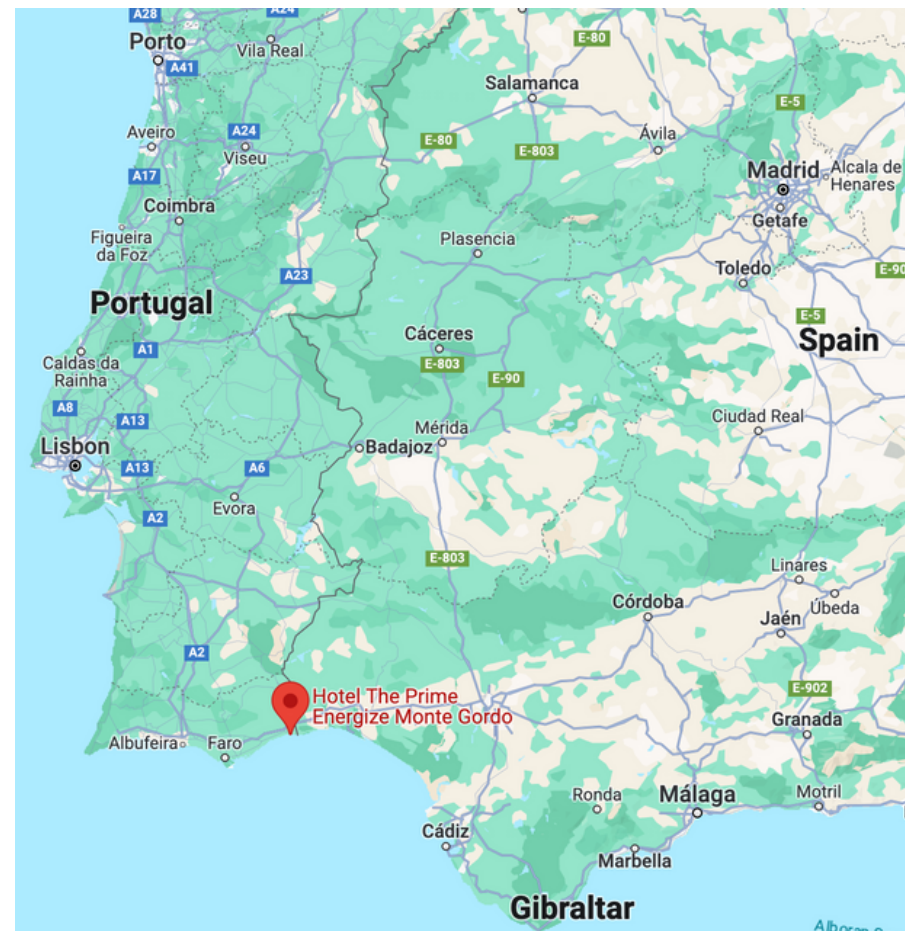 A28
A24
Porto
Vila Real
E-80
A41
Salamanca
E-5
Aveiro
A24
Viseu
E-80
E-803
Ávila
Madrid
Alcala de
Henares
A17
Coimbra
Getafe
Figueira
da Foz
Plasencia
A23
Toledo
E-90
Portugal
E-5
Spain
Cáceres
A1
Caldas da
Rainha
E-803
E-90
A8
A13
Ciudad Real
Mérida
Lisbon
Badajoz
A13
A6
Evora
A2
E-803
Linares
Córdoba
Úbeda
Jaén
A2
Hotel The Prime
Energize Monte Gordo
E-902
Granada
Albufeira
Faro
Ronda
Málaga
Motril
Cádiz
Marbella
Gibraltar